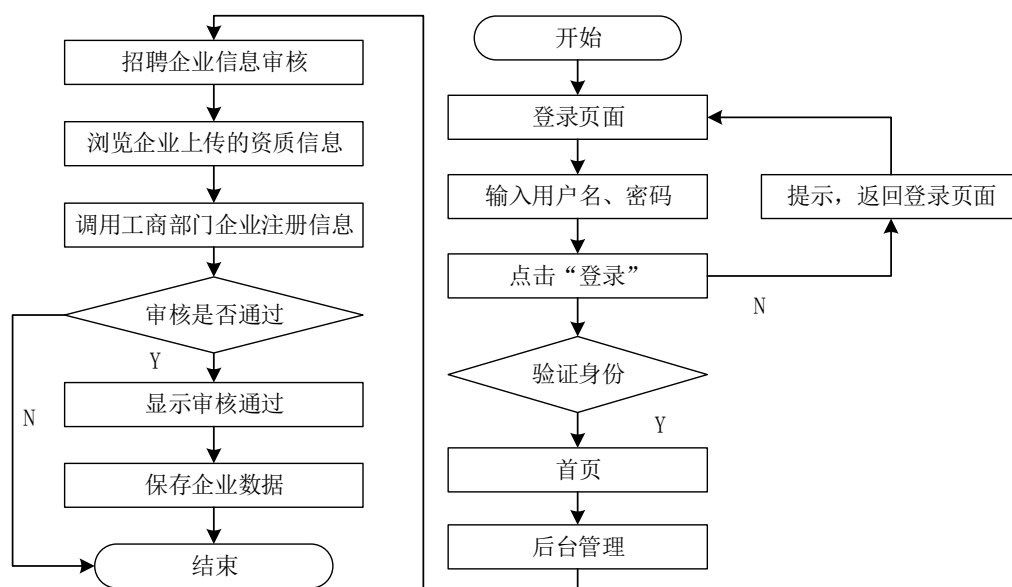 开始
登录页面
输入用户名、密码
提示，返回登录页面
点击“登录”
N
验证身份
Y
首页
后台管理
招聘企业信息审核
浏览企业上传的资质信息
调用工商部门企业注册信息
审核是否通过
Y
N
显示审核通过
保存企业数据
结束